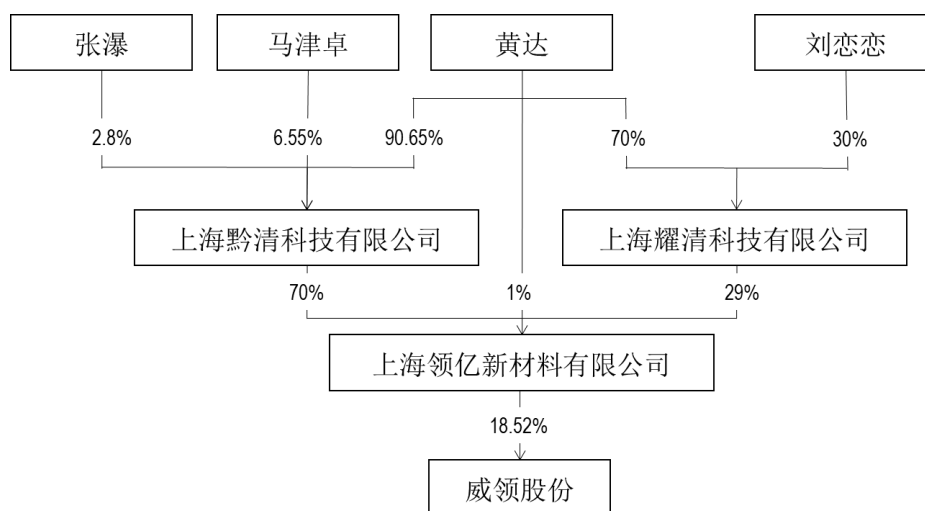 张瀑
马津卓
黄达
刘恋恋
2.8%
6.55%
90.65%
70%
30%
上海黔清科技有限公司
上海耀清科技有限公司
70%
1%
29%
上海领亿新材料有限公司
18.52%
威领股份